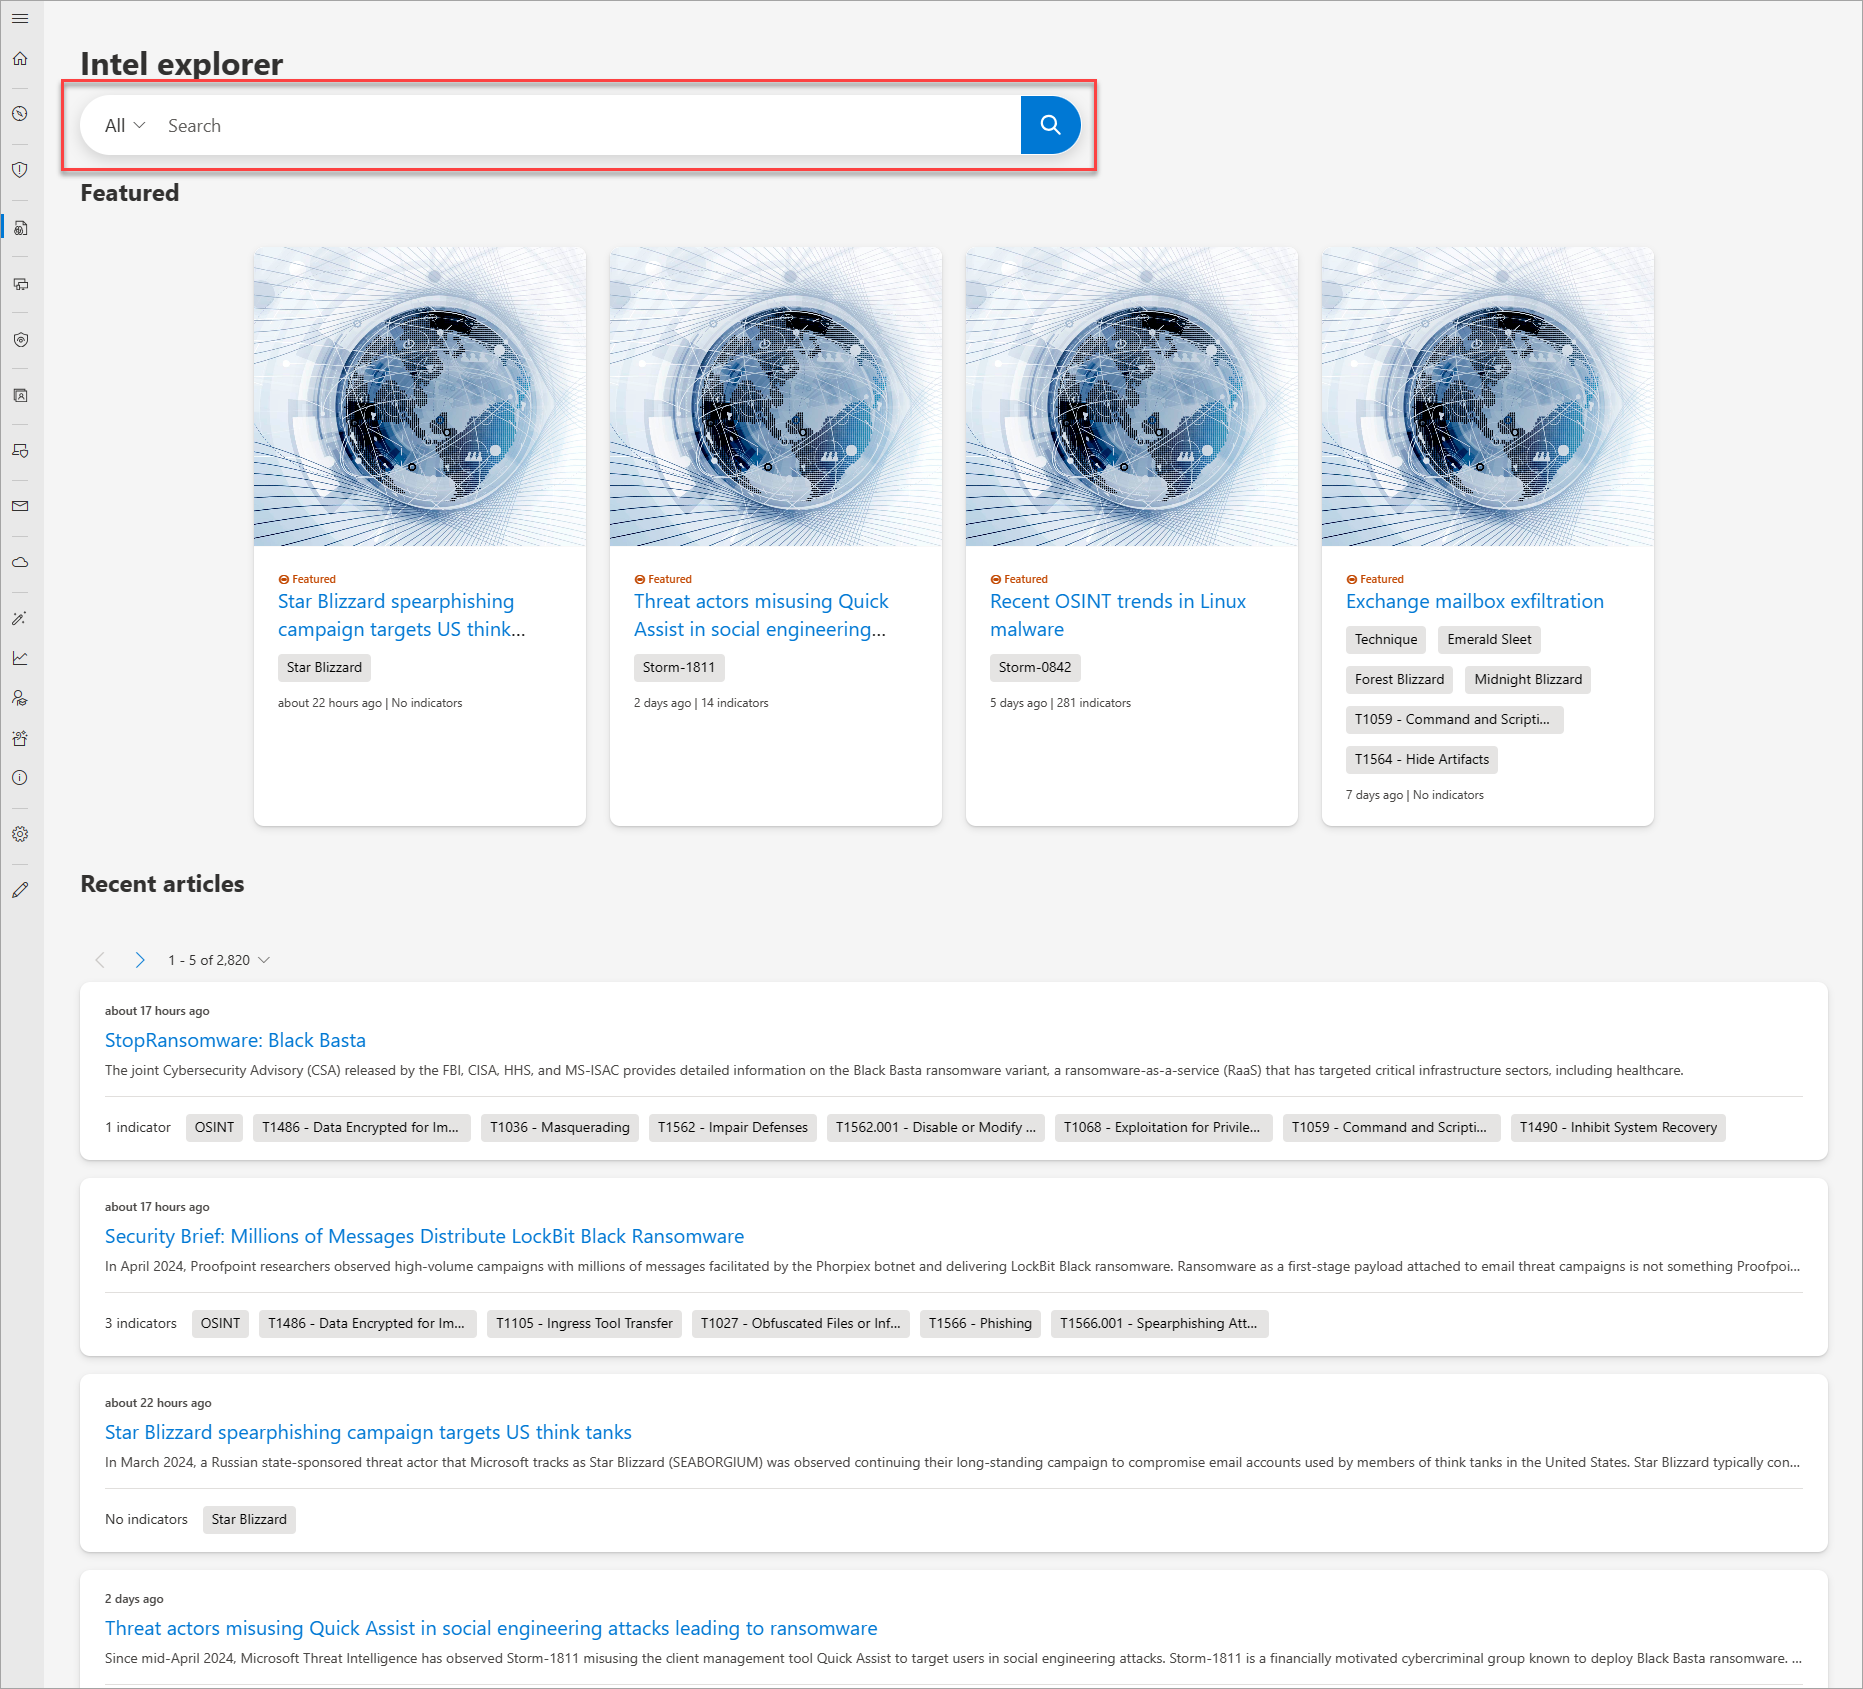 Intel explorer
All Search
Featured
Featured
Star Blizzard spearphishing
campaign targets US think...
Star Blizzard
about 22 hours ago | No indicators
Featured
Threat actors misusing Quick
Assist in social engineering...
Storm-1811
2 days ago | 14 indicators
Featured
Recent OSINT trends in Linux
malware
Storm-0842
5 days ago | 281 indicators
Featured
Exchange mailbox exfiltration
Technique Emerald Sleet
Forest Blizzard Midnight Blizzard
T1059 - Command and Scripti...
T1564 - Hide Artifacts
7 days ago | No indicators
Recent articles
1 - 5 of 2,820
about 17 hours ago
StopRansomware: Black Basta
The joint Cybersecurity Advisory (CSA) released by the FBI, CISA, HHS, and MS-ISAC provides detailed information on the Black Basta ransomware variant, a ransomware-as-a-service (RaaS) that has targeted critical infrastructure sectors, including healthcare.
1 indicator OSINT T1486 - Data Encrypted for Im... T1036 - Masquerading T1562 - Impair Defenses T1562.001 - Disable or Modify ... T1068 - Exploitation for Privile... T1059 - Command and Scripti... T1490 - Inhibit System Recovery
about 17 hours ago
Security Brief: Millions of Messages Distribute LockBit Black Ransomware
In April 2024, Proofpoint researchers observed high-volume campaigns with millions of messages facilitated by the Phorpiex botnet and delivering LockBit Black ransomware. Ransomware as a first-stage payload attached to email threat campaigns is not something Proofpoi...
3 indicators OSINT T1486 - Data Encrypted for Im... T1105 - Ingress Tool Transfer T1027 - Obfuscated Files or Inf... T1566 - Phishing T1566.001 - Spearphishing Att...
about 22 hours ago
Star Blizzard spearphishing campaign targets US think tanks
In March 2024, a Russian state-sponsored threat actor that Microsoft tracks as Star Blizzard (SEABORGIUM) was observed continuing their long-standing campaign to compromise email accounts used by members of think tanks in the United States. Star Blizzard typically con...
No indicators Star Blizzard
2 days ago
Threat actors misusing Quick Assist in social engineering attacks leading to ransomware
Since mid-April 2024, Microsoft Threat Intelligence has observed Storm-1811 misusing the client management tool Quick Assist to target users in social engineering attacks. Storm-1811 is a financially motivated cybercriminal group known to deploy Black Basta ransomware. ...